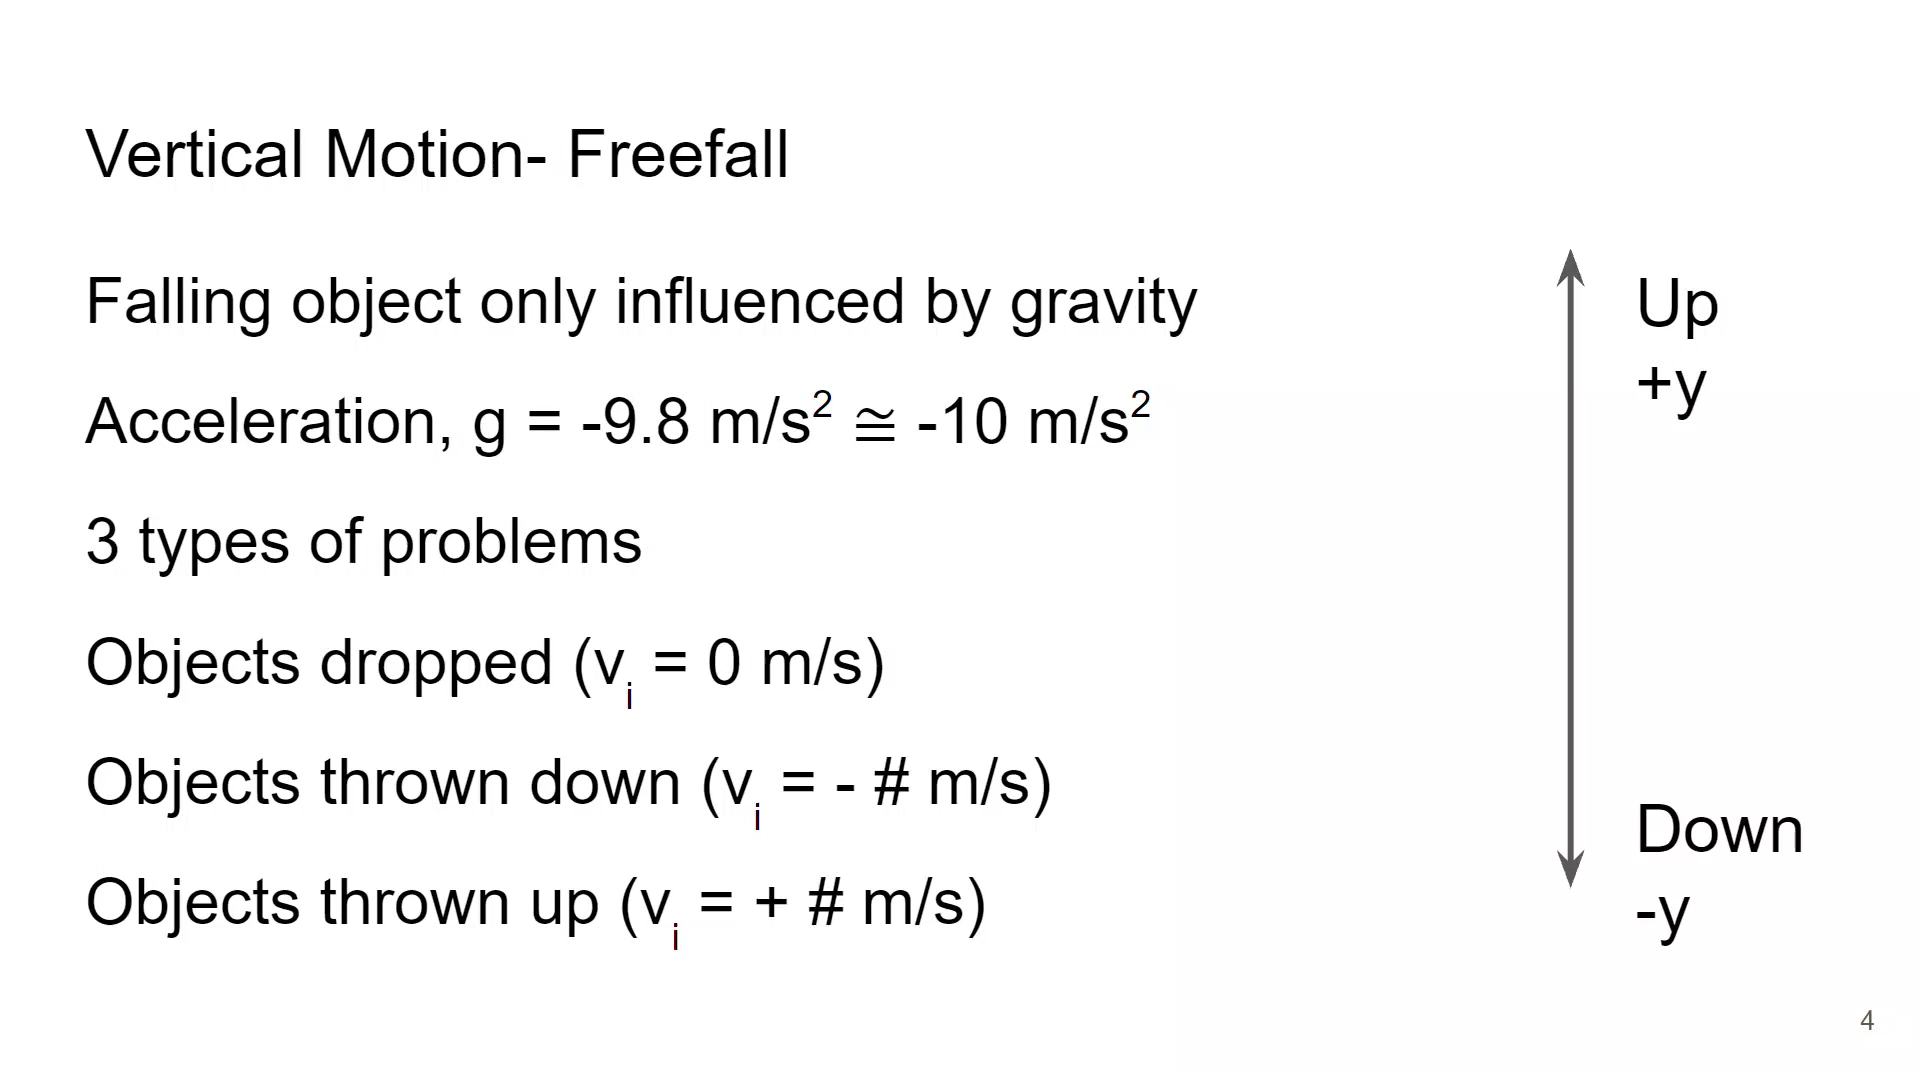 Vertical Motion- Freefall
Falling object only influenced by gravity
Acceleration, g = -9.8 m/s² ≅ -10 m/s²
3 types of problems
Objects dropped (vᵢ = 0 m/s)
Objects thrown down (vᵢ = - # m/s)
Objects thrown up (vᵢ = + # m/s)
Up
+y
Down
-y
4